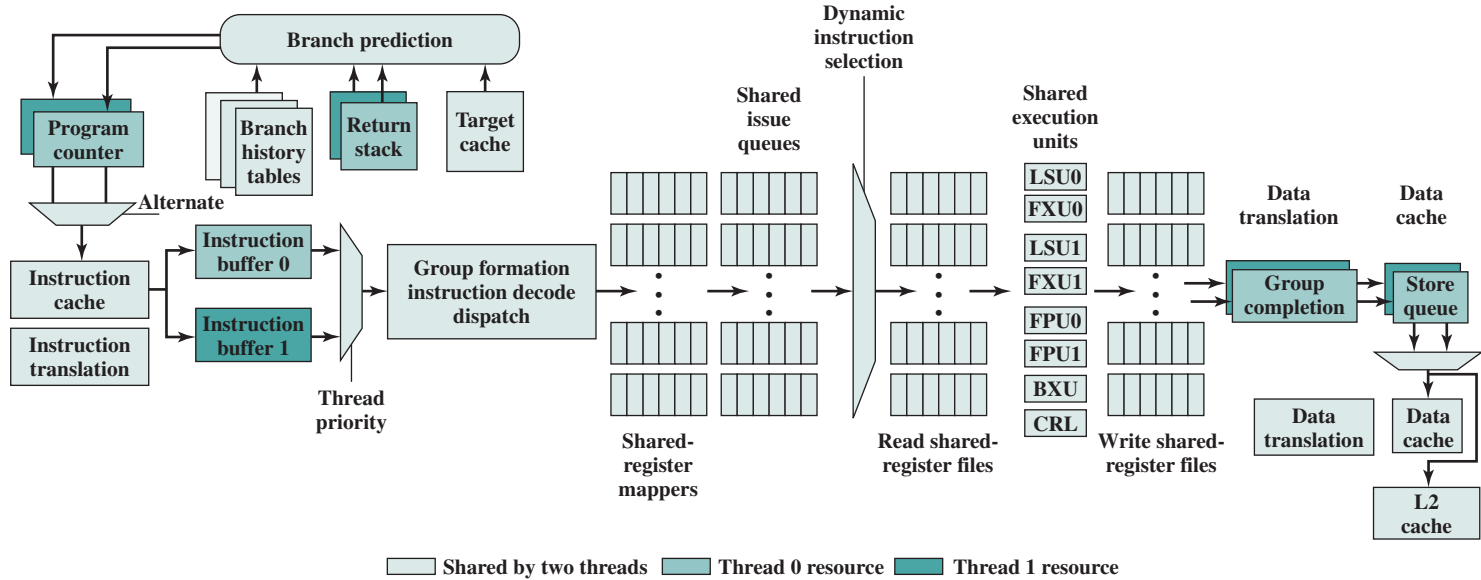 Branch prediction
Dynamic
instruction
selection
Program
counter
Branch
history
tables
Return
stack
Target
cache
Shared
issue
queues
Shared
execution
units
Alternate
Instruction
cache
Instruction
translation
Instruction
buffer 0
Instruction
buffer 1
Thread
priority
Group formation
instruction decode
dispatch
Shared-
register
mappers
Read shared-
register files
LSU0
FXU0
LSU1
FXU1
FPU0
FPU1
BXU
CRL
Write shared-
register files
Data
translation
Data
cache
Group
completion
Store
queue
Data
translation
Data
cache
L2
cache
Shared by two threads
Thread 0 resource
Thread 1 resource